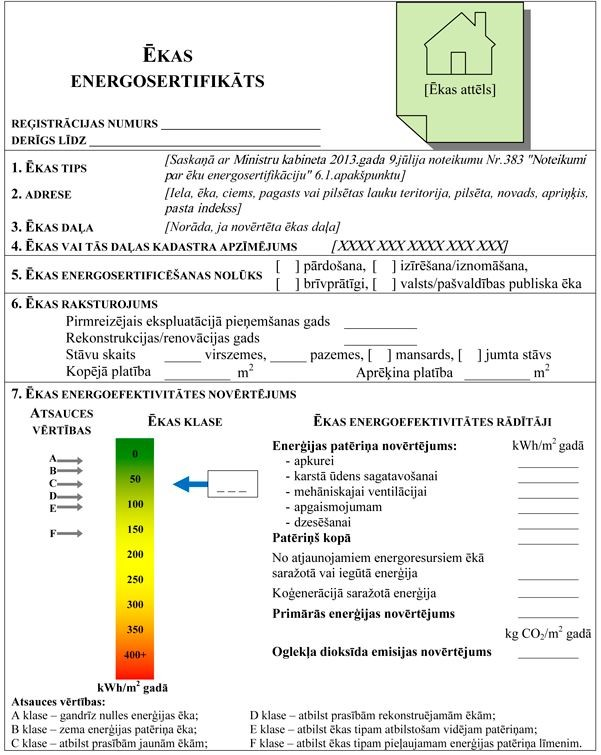 ĒKAS
ENERGOSERTIFIKĀTS
[Ēkas attēls]
REĢISTRĀCIJAS NUMURS
DERĪGS LĪDZ
1. ĒKAS TIPS [Saskaņā ar Ministru kabineta 2013.gada 9.jūlija noteikumu Nr.383 "Noteikumi
par ēku energosertifikāciju" 6.1.apakšpunktu]
2. ADRESE [Iela, ēka, ciems, pagasts vai pilsētas lauku teritorija, pilsēta, novads, apriņķis,
pasta indekss]
3. ĒKAS DAĻA [Norāda, ja novērtēta ēkas daļa]
4. ĒKAS VAI TĀS DAĻAS KADASTRA APZĪMĒJUMS [XXXX XXX XXXX XXX XXX]
5. ĒKAS ENERGOSERTIFICĒŠANAS NOLŪKS [ ] pārdošana, [ ] izīrēšana/iznomāšana,
[ ] brīvprātīgi, [ ] valsts/pašvaldības publiska ēka
6. ĒKAS RAKSTUROJUMS
Pirmreizējais ekspluatācijā pieņemšanas gads
Rekonstrukcijas/renovācijas gads
Stāvu skaits _____ virszemes, _____ pazemes, [ ] mansards, [ ] jumta stāvs
Kopējā platība _____ m² Aprēķina platība _____ m²
7. ĒKAS ENERGOEFEKTIVITĀTES NOVĒRTĒJUMS
ATSAUCES
VĒRTĪBAS
ĒKAS KLASE
A
B
C
D
E
F
0
50
100
150
200
250
300
350
400+
_ _ _
kWh/m² gadā
ĒKAS ENERGOEFEKTIVITĀTES RĀDĪTĀJI
Enerģijas patēriņa novērtējums: kWh/m² gadā
- apkurei
- karstā ūdens sagatavošanai
- mehāniskajai ventilācijai
- apgaismojumam
- dzesēšanai
Patēriņš kopā
No atjaunojamiem energoresursiem ēkā
saražotā vai iegūtā enerģija
Koģenerācijā saražotā enerģija
Primārās enerģijas novērtējums
kg CO₂/m² gadā
Oglekļa dioksīda emisijas novērtējums
Atsauces vērtības:
A klase – gandrīz nulles enerģijas ēka; D klase – atbilst prasībām rekonstruējamām ēkām;
B klase – zema enerģijas patēriņa ēka; E klase – atbilst ēkas tipam atbilstošam vidējam patēriņam;
C klase – atbilst prasībām jaunām ēkām; F klase – atbilst ēkas tipam pieļaujamam enerģijas patēriņa līmenim.